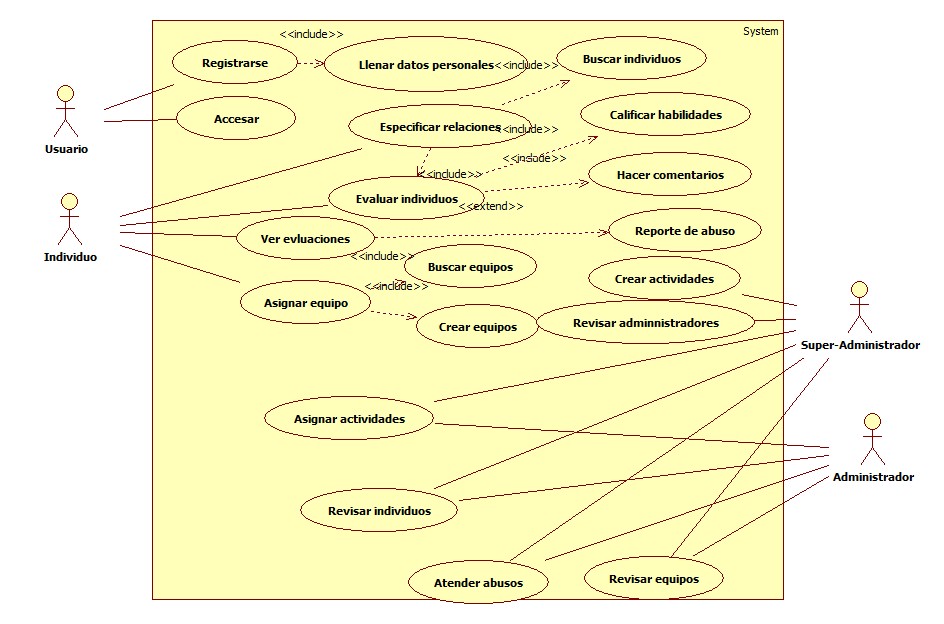 System
<<include>>
Registrarse
Llenar datos personales
<<include>>
Buscar individuos
Accesar
Especificar relaciones
<<include>>
Calificar habilidades
Usuario
<<include>>
<<include>>
Hacer comentarios
Evaluar individuos
<<extend>>
Individuo
Ver evluaciones
Reporte de abuso
<<include>>
Buscar equipos
Crear actividades
<<include>>
Asignar equipo
Crear equipos
Revisar adminnistradores
Super-Administrador
Asignar actividades
Administrador
Revisar individuos
Atender abusos
Revisar equipos